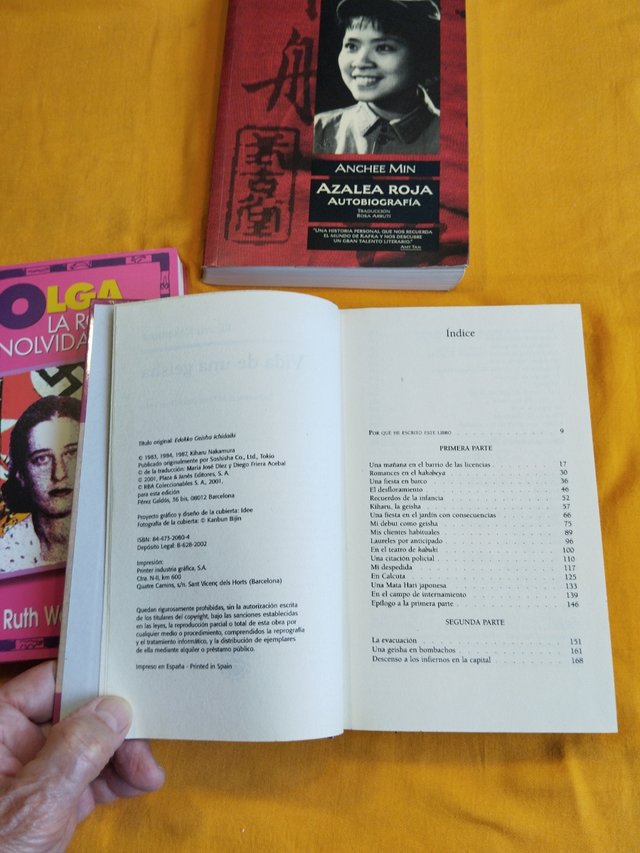 ANCHEE MIN
AZALEA ROJA
AUTOBIOGRAFÍA
TRADUCCIÓN
ROSA ARRUTI
"UNA HISTORIA PERSONAL QUE NOS RECUERDA
EL MUNDO DE KAFKA Y NOS DESCUBRE
UN GRAN TALENTO LITERARIO."
AMY TAN
OLGA
LA
NOLVIDA
Ruth
Título original: Edokko Geisha Ichidaiki
© 1983, 1984, 1987, Kiharu Nakamura
Publicado originalmente por Soshisha Co., Ltd., Tokio
© de la traducción: María José Díez y Diego Friera Acebal
© 2001, Plaza & Janés Editores, S. A.
© RBA Coleccionables S. A., 2001,
para esta edición
Pérez Galdós, 36 bis, 08012 Barcelona
Proyecto gráfico y diseño de la cubierta: Idee
Fotografía de la cubierta: © Kanbun Bijin
ISBN: 84-473-2080-4
Depósito Legal: B-628-2002
Impresión:
Printer industria gráfica, S.A.
Ctra. N-II, km 600
Quatre Camins, s/n. Sant Vicenç dels Horts (Barcelona)
Quedan rigurosamente prohibidas, sin la autorización escrita
de los titulares del copyright, bajo las sanciones establecidas
en las leyes, la reproducción parcial o total de esta obra por
cualquier medio o procedimiento, comprendidos la reprografía
y el tratamiento informático, y la distribución de ejemplares
de ella mediante alquiler o préstamo público.
Impreso en España - Printed in Spain
Índice
POR QUÉ HE ESCRITO ESTE LIBRO 9
PRIMERA PARTE
Una mañana en el barrio de las licencias 17
Romances en el hakobeya 30
Una fiesta en barco 36
El desfloramiento 46
Recuerdos de la infancia 52
Kiharu, la geisha 57
Una fiesta en el jardín con consecuencias 66
Mi debut como geisha 75
Mis clientes habituales 89
Laureles por anticipado 96
En el teatro de kabuki 100
Una citación policial 110
Mi despedida 117
En Calcuta 125
Una Mata Hari japonesa 133
En el campo de internamiento 139
Epílogo a la primera parte 146
SEGUNDA PARTE
La evacuación 151
Una geisha en bombachos 161
Descenso a los infiernos en la capital 168